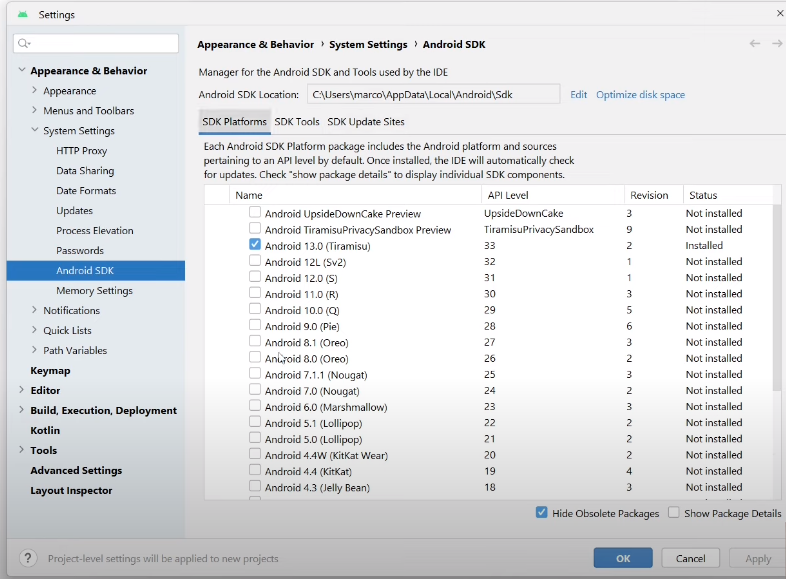 Settings
Appearance & Behavior
Appearance
Menus and Toolbars
System Settings
HTTP Proxy
Data Sharing
Date Formats
Updates
Process Elevation
Passwords
Android SDK
Memory Settings
Notifications
Quick Lists
Path Variables
Keymap
Editor
Build, Execution, Deployment
Kotlin
Tools
Advanced Settings
Layout Inspector
Appearance & Behavior › System Settings › Android SDK
Manager for the Android SDK and Tools used by the IDE
Android SDK Location: C:\Users\marco\AppData\Local\Android\Sdk Edit Optimize disk space
SDK Platforms SDK Tools SDK Update Sites
Each Android SDK Platform package includes the Android platform and sources
pertaining to an API level by default. Once installed, the IDE will automatically check
for updates. Check "show package details" to display individual SDK components.
Name API Level Revision Status
Android UpsideDownCake Preview UpsideDownCake 3 Not installed
Android TiramisuPrivacySandbox Preview TiramisuPrivacySandbox 9 Not installed
Android 13.0 (Tiramisu) 33 2 Installed
Android 12L (Sv2) 32 1 Not installed
Android 12.0 (S) 31 1 Not installed
Android 11.0 (R) 30 3 Not installed
Android 10.0 (Q) 29 5 Not installed
Android 9.0 (Pie) 28 6 Not installed
Android 8.1 (Oreo) 27 3 Not installed
Android 8.0 (Oreo) 26 2 Not installed
Android 7.1.1 (Nougat) 25 3 Not installed
Android 7.0 (Nougat) 24 2 Not installed
Android 6.0 (Marshmallow) 23 3 Not installed
Android 5.1 (Lollipop) 22 2 Not installed
Android 5.0 (Lollipop) 21 2 Not installed
Android 4.4W (KitKat Wear) 20 2 Not installed
Android 4.4 (KitKat) 19 4 Not installed
Android 4.3 (Jelly Bean) 18 3 Not installed
Hide Obsolete Packages Show Package Details
? Project-level settings will be applied to new projects
OK Cancel Apply